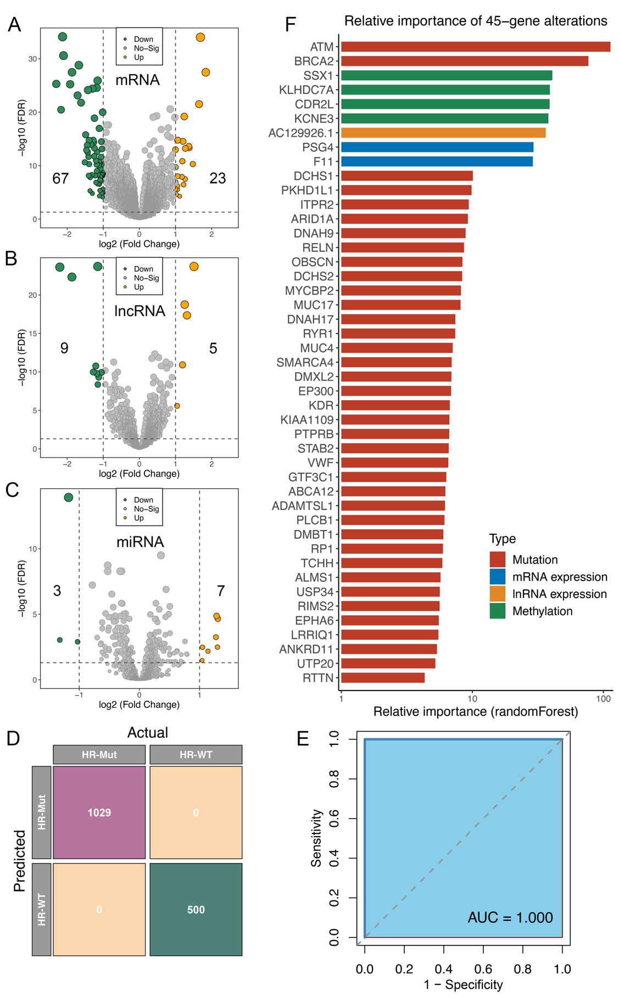 A
Down
No−Sig
Up
mRNA
67
23
30
20
10
0
−2
−1
0
1
2
−log10 (FDR)
log2 (Fold Change)
B
Down
No−Sig
Up
lncRNA
9
5
20
15
10
5
0
−2
−1
0
1
2
−log10 (FDR)
log2 (Fold Change)
C
Down
No−Sig
Up
miRNA
3
7
10
5
0
−1
0
1
−log10 (FDR)
log2 (Fold Change)
D
Actual
HR-Mut
HR-WT
Predicted
HR-Mut
1029
0
HR-WT
0
500
F
Relative importance of 45−gene alterations
ATM
BRCA2
SSX1
KLHDC7A
CDR2L
KCNE3
AC129926.1
PSG4
F11
DCHS1
PKHD1L1
ITPR2
ARID1A
DNAH9
RELN
OBSCN
DCHS2
MYCBP2
MUC17
DNAH17
RYR1
MUC4
SMARCA4
DMXL2
EP300
KDR
KIAA1109
PTPRB
STAB2
VWF
GTF3C1
ABCA12
ADAMTSL1
PLCB1
DMBT1
RP1
TCHH
ALMS1
USP34
RIMS2
EPHA6
LRRIQ1
ANKRD11
UTP20
RTTN
Type
Mutation
mRNA expression
lnRNA expression
Methylation
1
10
100
Relative importance (randomForest)
E
1.0
0.8
0.6
0.4
0.2
0.0
Sensitivity
AUC = 1.000
0.0
0.2
0.4
0.6
0.8
1.0
1 − Specificity